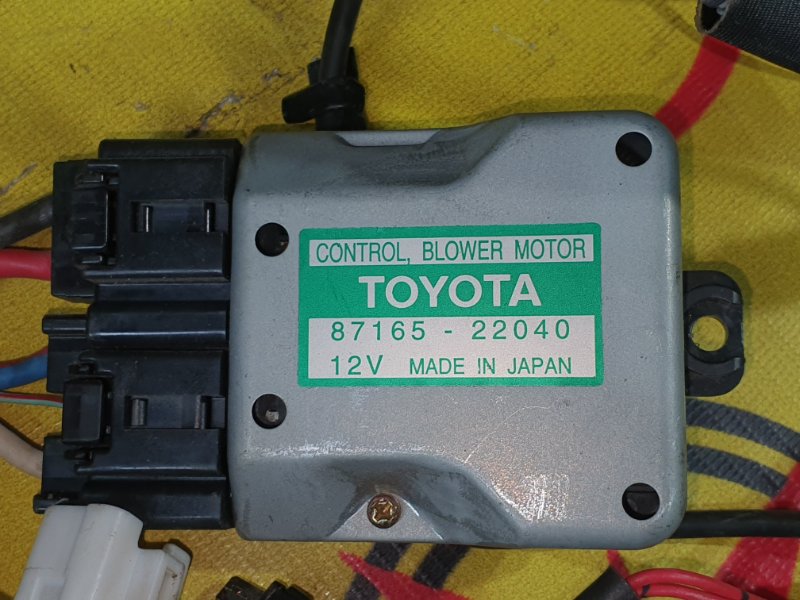 CONTROL, BLOWER MOTOR
TOYOTA
87165 - 22040
12V MADE IN JAPAN